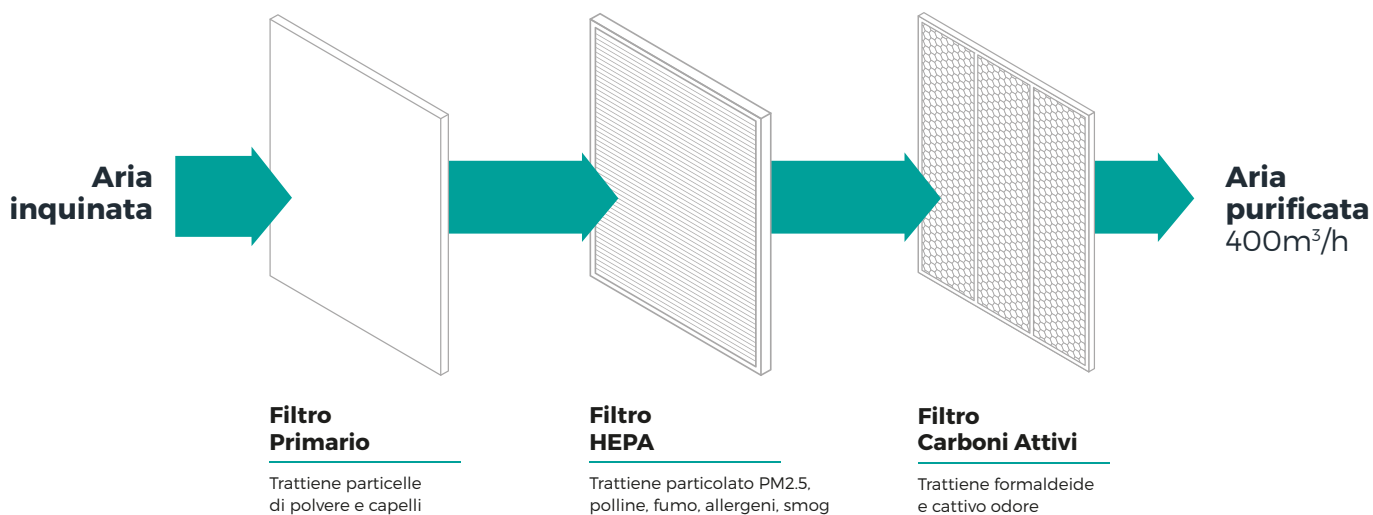 Aria
inquinata
Aria
purificata
400m³/h
Filtro
Primario
Trattiene particelle
di polvere e capelli
Filtro
HEPA
Trattiene particolato PM2.5,
polline, fumo, allergeni, smog
Filtro
Carboni Attivi
Trattiene formaldeide
e cattivo odore